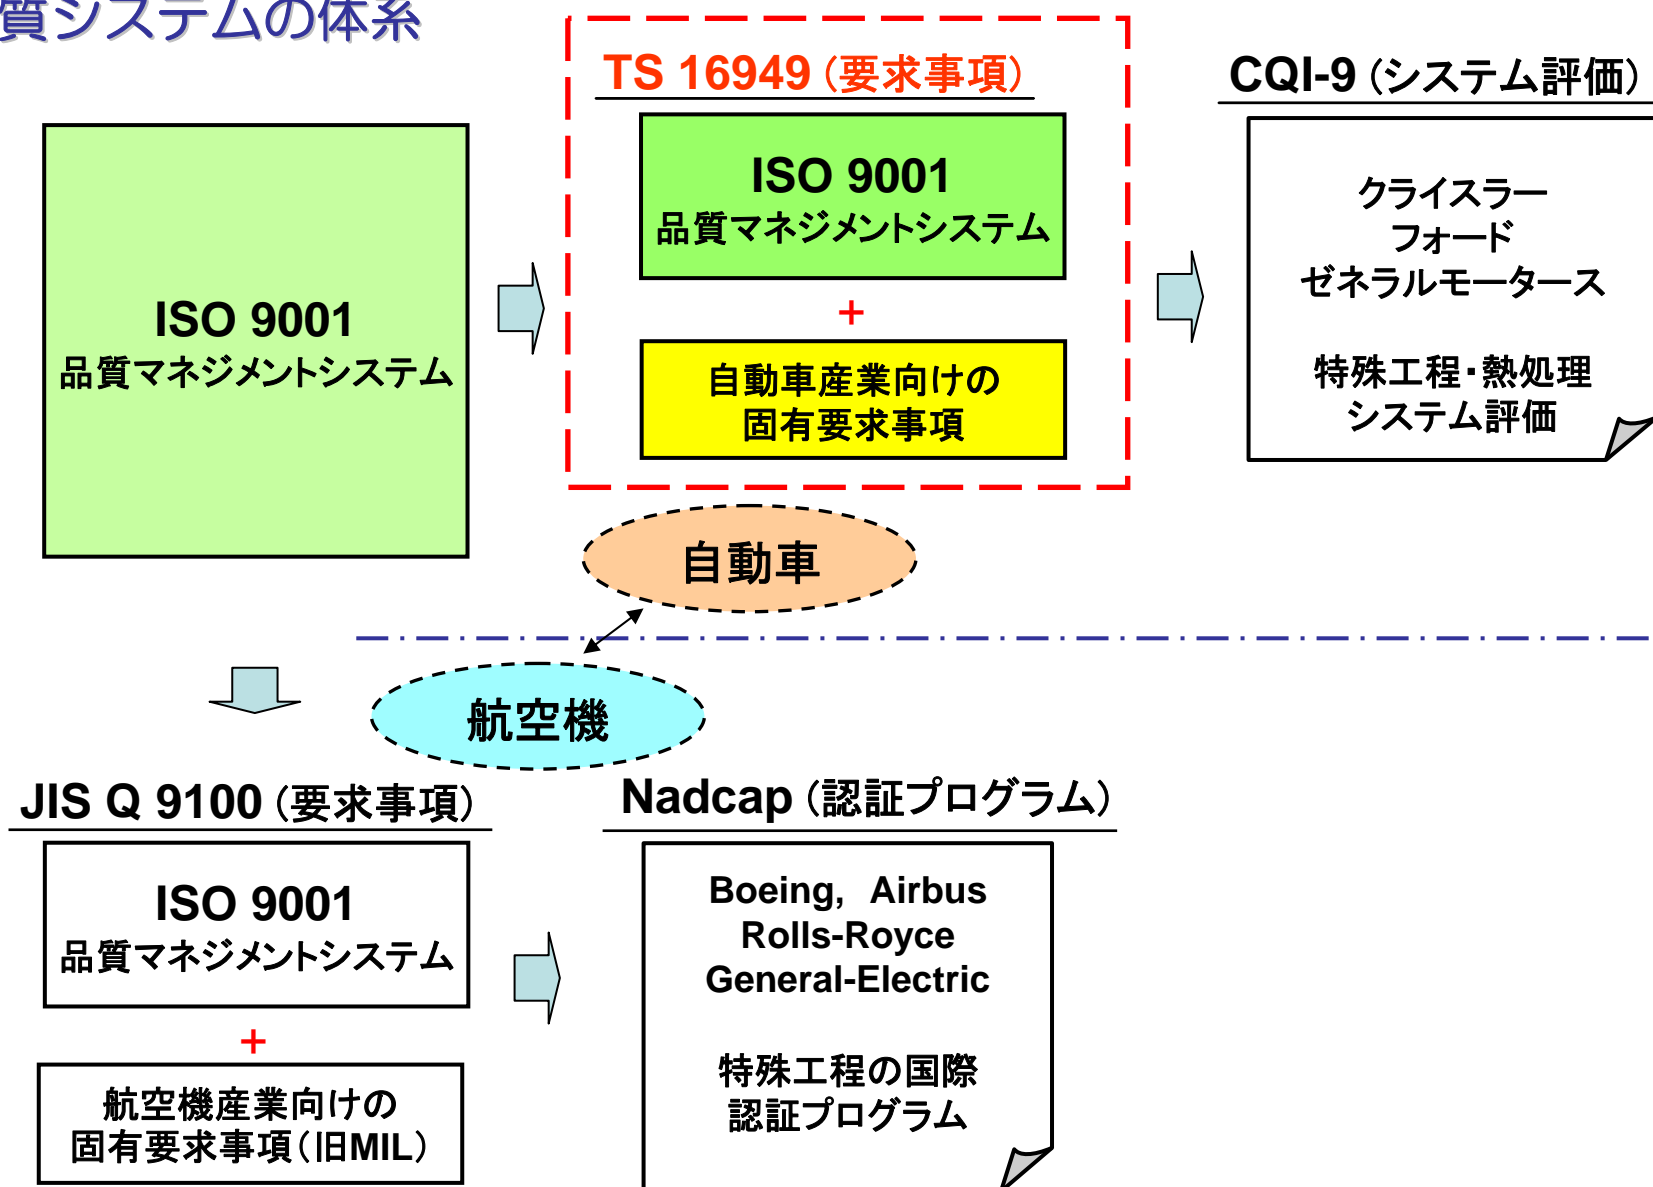 質システムの体系
TS 16949（要求事項）
CQI-9（システム評価）
ISO 9001
品質マネジメントシステム
ISO 9001
品質マネジメントシステム
+
自動車産業向けの
固有要求事項
クライスラー
フォード
ゼネラルモータース
特殊工程・熱処理
システム評価
自動車
航空機
JIS Q 9100（要求事項）
ISO 9001
品質マネジメントシステム
+
航空機産業向けの
固有要求事項（旧MIL）
Nadcap（認証プログラム）
Boeing, Airbus
Rolls-Royce
General-Electric
特殊工程の国際
認証プログラム